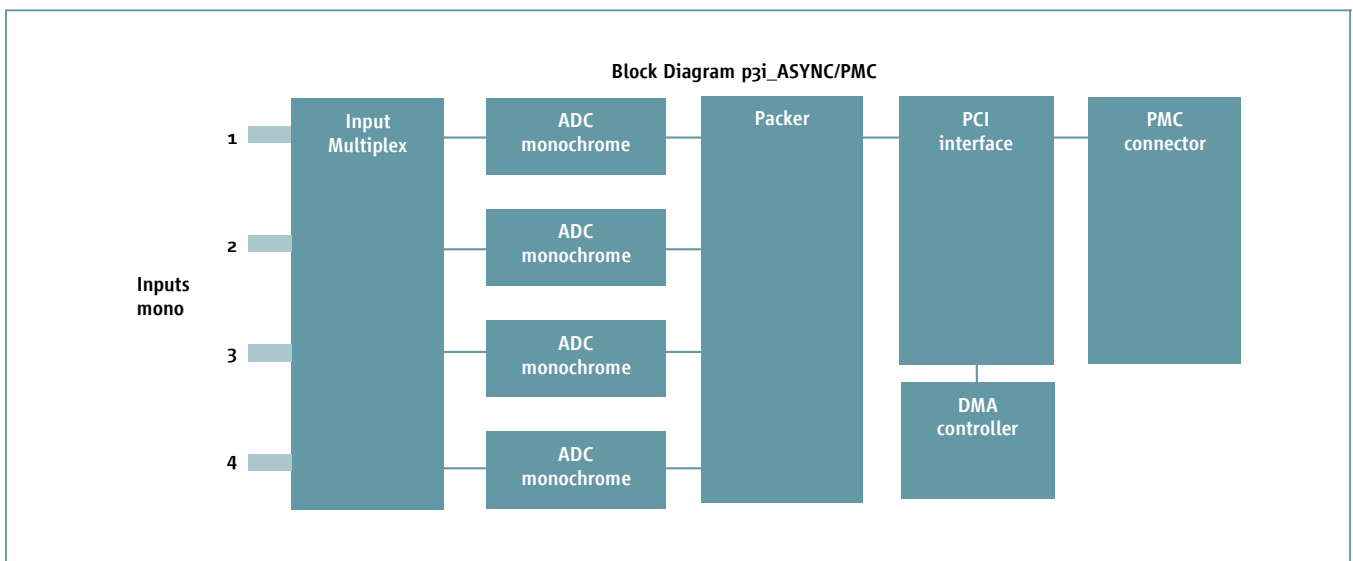 Block Diagram p3i_ASYNC/PMC
Input
Multiplex
ADC
monochrome
Packer
PCI
interface
PMC
connector
1
ADC
monochrome
2
Inputs
mono
ADC
monochrome
3
DMA
controller
ADC
monochrome
4